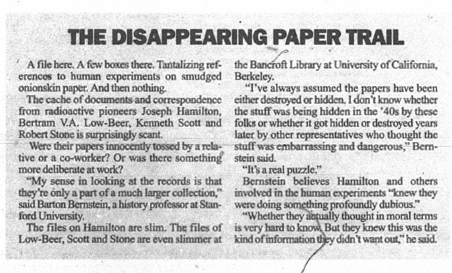 THE DISAPPEARING PAPER TRAIL
A file here. A few boxes there. Tantalizing ref-
erences to human experiments on smudged
onionskin paper. And then nothing.
The cache of documents and correspondence
from radioactive pioneers Joseph Hamilton,
Bertram V.A. Low-Beer, Kenneth Scott and
Robert Stone is surprisingly scant.
Were their papers innocently tossed by a rela-
tive or a co-worker? Or was there something
more deliberate at work?
"My sense in looking at the records is that
they're only a part of a much larger collection,"
said Barton Bernstein, a history professor at Stan-
ford University.
The files on Hamilton are slim. The files of
Low-Beer, Scott and Stone are even slimmer at
the Bancroft Library at University of California,
Berkeley.
"I've always assumed the papers have been
either destroyed or hidden. I don't know whether
the stuff was being hidden in the '40s by these
folks or whether it got hidden or destroyed years
later by other representatives who thought the
stuff was embarrassing and dangerous," Bern-
stein said.
"It's a real puzzle."
Bernstein believes Hamilton and others
involved in the human experiments "knew they
were doing something profoundly dubious."
"Whether they actually thought in moral terms
is very hard to know. But they knew this was the
kind of information they didn't want out," he said.